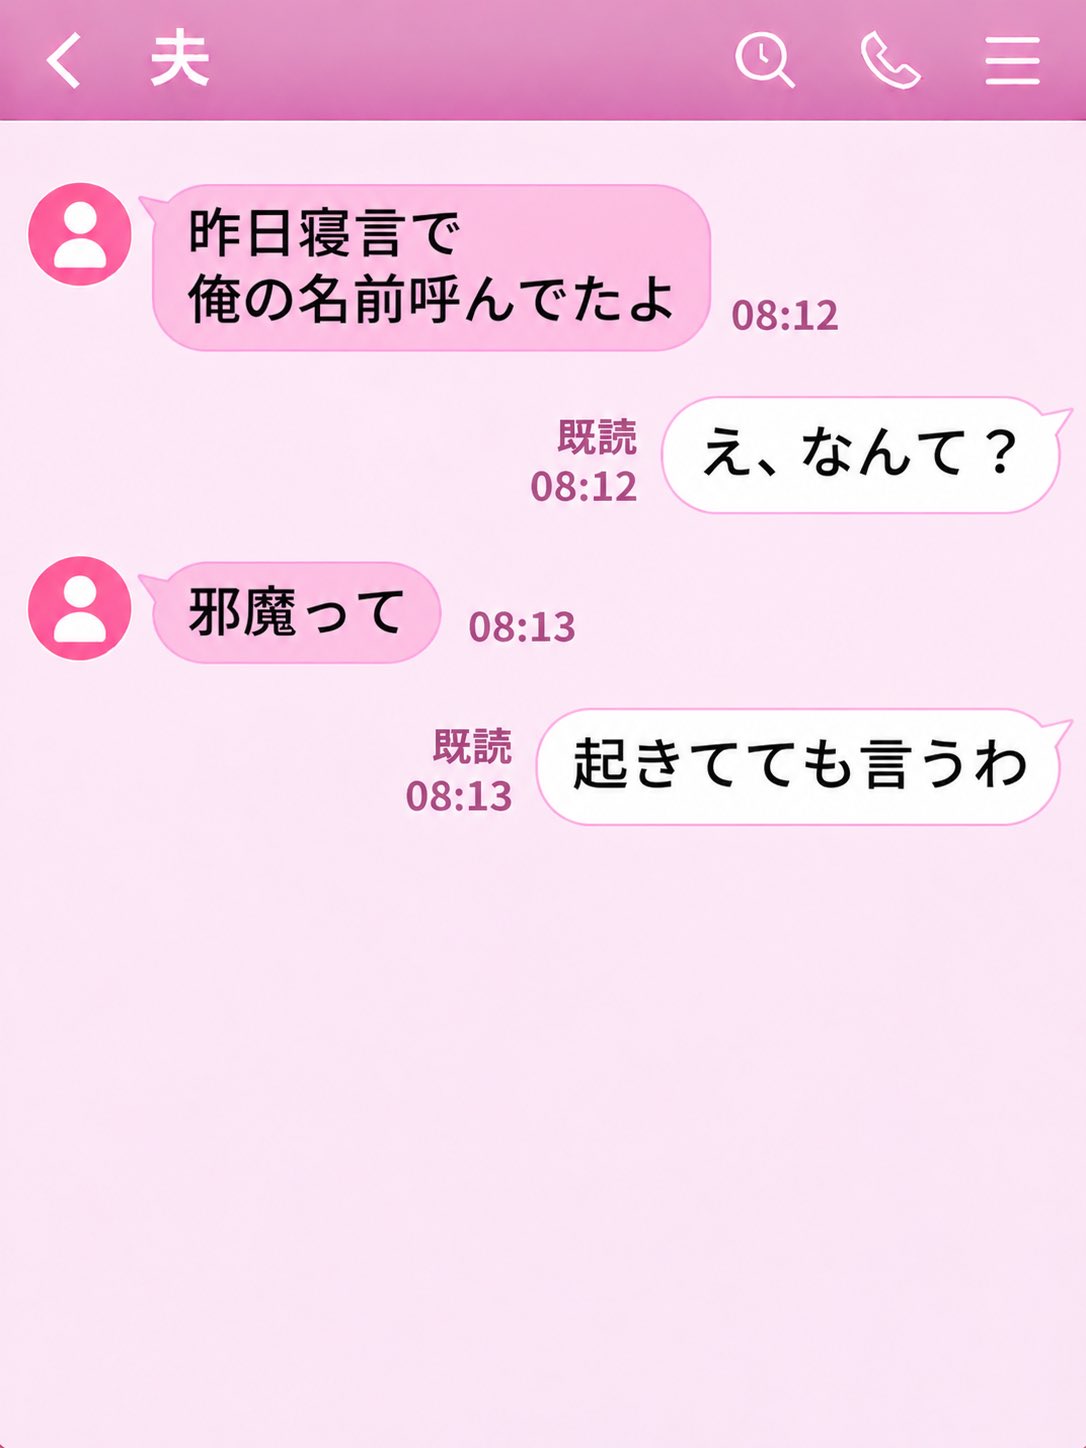 夫
昨日寝言で
俺の名前呼んでたよ
08:12
既読
08:12
え、なんて？
邪魔って
08:13
既読
08:13
起きてても言うわ